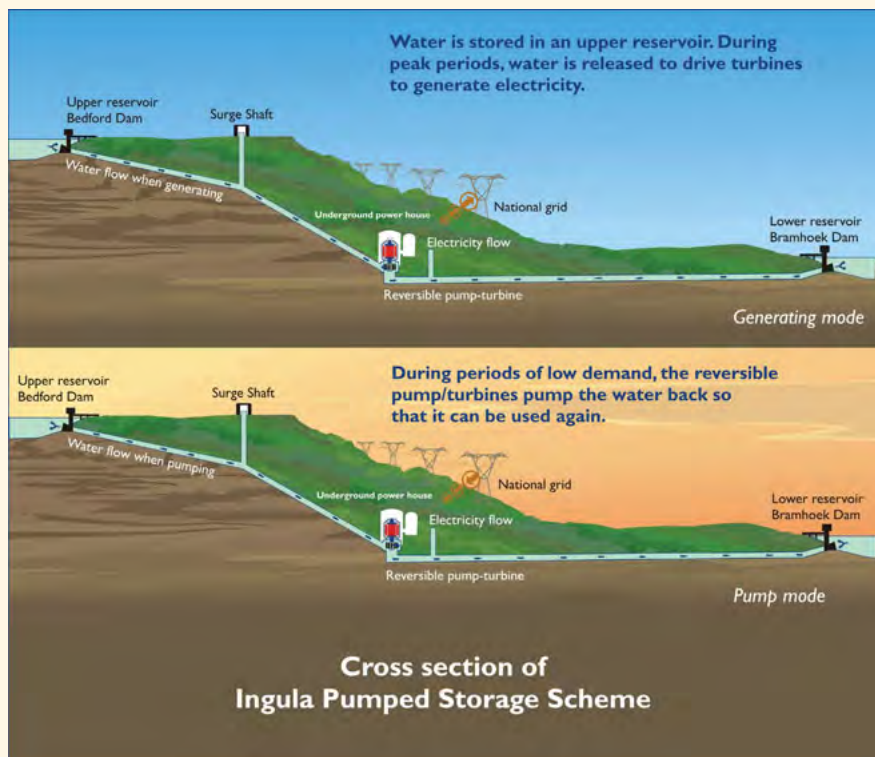 Water is stored in an upper reservoir. During
peak periods, water is released to drive turbines
to generate electricity.
Upper reservoir
Bedford Dam
Surge Shaft
Water flow when generating
Underground power house
National grid
Electricity flow
Lower reservoir
Bramhoek Dam
Reversible pump-turbine
Generating mode
During periods of low demand, the reversible
pump/turbines pump the water back so
that it can be used again.
Upper reservoir
Bedford Dam
Surge Shaft
Water flow when pumping
Underground power house
National grid
Electricity flow
Lower reservoir
Bramhoek Dam
Reversible pump-turbine
Pump mode
Cross section of
Ingula Pumped Storage Scheme